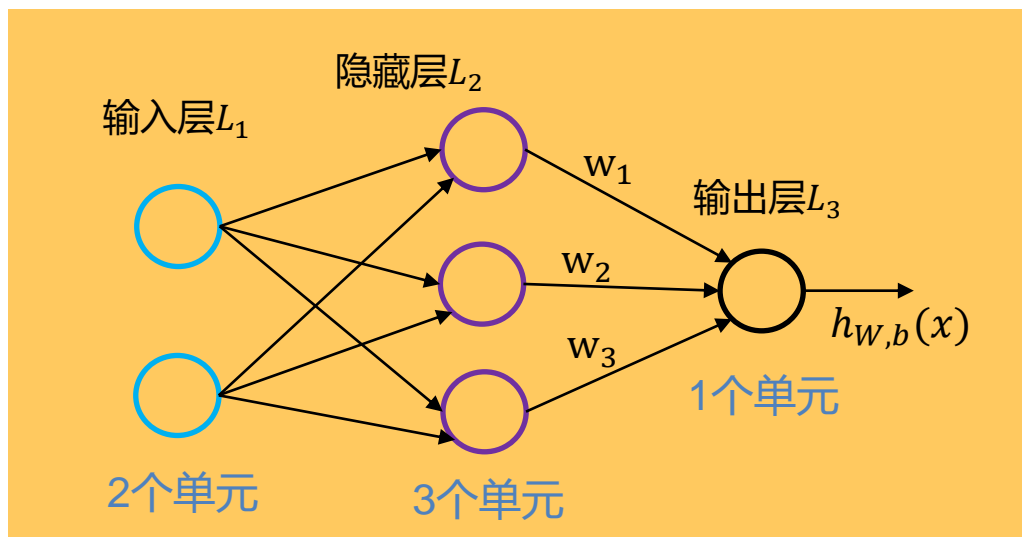 输入层L₁
隐藏层L₂
w₁
w₂
w₃
输出层L₃
h_{W,b}(x)
2个单元
3个单元
1个单元